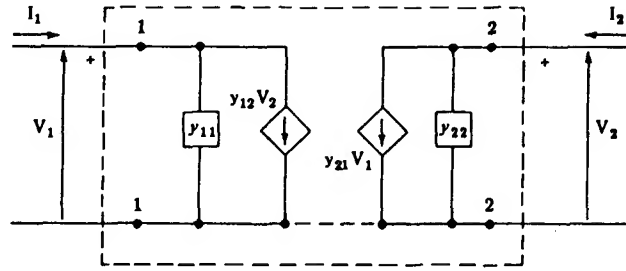 I₁
I₂
1
2
+
+
y₁₂V₂
V₁
y₁₁
y₂₂
V₂
y₂₁V₁
1
2